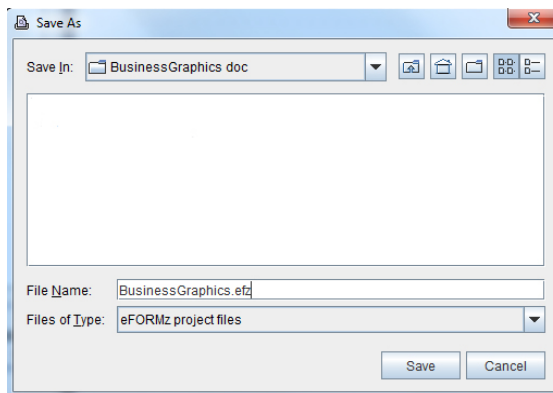 Save As
Save In: BusinessGraphics doc
File Name: BusinessGraphics.efz
Files of Type: eFORMz project files
Save Cancel